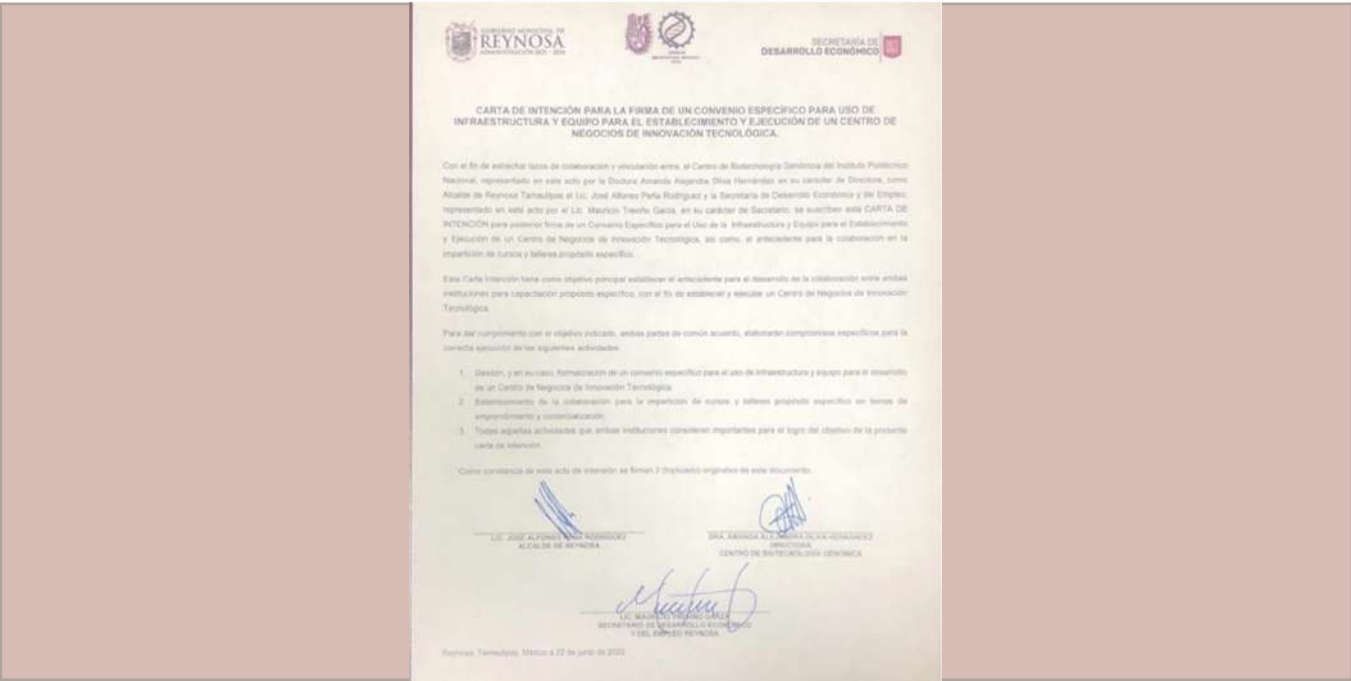 GOBIERNO MUNICIPAL DE
REYNOSA
ADMINISTRACIÓN 2021 - 2024
SECRETARÍA DE
DESARROLLO ECONÓMICO
CARTA DE INTENCIÓN PARA LA FIRMA DE UN CONVENIO ESPECÍFICO PARA USO DE
INFRAESTRUCTURA Y EQUIPO PARA EL ESTABLECIMIENTO Y EJECUCIÓN DE UN CENTRO DE
NEGOCIOS DE INNOVACIÓN TECNOLÓGICA.
Con el fin de estrechar lazos de colaboración y vinculación entre, el Centro de Biotecnología Genómica del Instituto Politécnico
Nacional, representado en este acto por la Doctora Amanda Alejandra Oliva Hernández en su carácter de Directora, como
Alcalde de Reynosa Tamaulipas el Lic. José Alfonso Peña Rodríguez y la Secretaría de Desarrollo Económico y del Empleo,
representado en este acto por el Lic. Mauricio Treviño Garza, en su carácter de Secretario, se suscriben esta CARTA DE
INTENCIÓN para posterior firma de un Convenio Específico para el Uso de la Infraestructura y Equipo para el Establecimiento
y Ejecución de un Centro de Negocios de Innovación Tecnológica, así como, el antecedente para la colaboración en la
impartición de cursos y talleres propósito específico.
Esta Carta Intención tiene como objetivo principal establecer el antecedente para el desarrollo de la colaboración entre ambas
instituciones para capacitación propósito específico, con el fin de establecer y ejecutar un Centro de Negocios de Innovación
Tecnológica.
Para dar cumplimiento con el objetivo indicado, ambas partes de común acuerdo, elaborarán compromisos específicos para la
correcta ejecución de las siguientes actividades:
1. Gestión, y en su caso, formalización de un convenio específico para el uso de infraestructura y equipo para el desarrollo
de un Centro de Negocios de Innovación Tecnológica.
2. Establecimiento de la colaboración para la impartición de cursos y talleres propósito específico en temas de
emprendimiento y comercialización.
3. Todas aquellas actividades que ambas instituciones consideren importantes para el logro del objetivo de la presente
carta de intención.
Como constancia de este acto de intensión se firman 3 (triplicado) originales de este documento.
LIC. JOSÉ ALFONSO PEÑA RODRÍGUEZ
ALCALDE DE REYNOSA
DRA. AMANDA ALEJANDRA OLIVA HERNÁNDEZ
DIRECTORA
CENTRO DE BIOTECNOLOGÍA GENÓMICA
LIC. MAURICIO TREVIÑO GARZA
SECRETARIO DE DESARROLLO ECONÓMICO
Y DEL EMPLEO REYNOSA
Reynosa, Tamaulipas, México a 22 de junio de